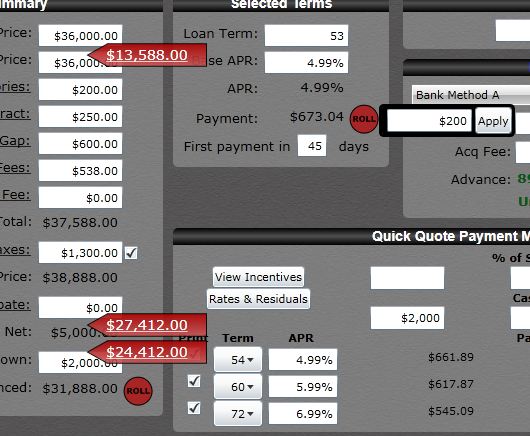 mmary
Price: $36,000.00
$13,588.00
Price: $36,000
ories: $200.00
ract: $250.00
Gap: $600.00
Fees: $538.00
Fee: $0.00
otal: $37,588.00
axes: $1,300.00
Price: $38,888.00
bate: $0.00
$27,412.00
Net: $5,000
$24,412.00
own: $2,000
nced: $31,888.00 ROLL
Selected Terms
Loan Term: 53
ase APR: 4.99%
APR: 4.99%
Payment: $673.04 ROLL $200 Apply
First payment in 45 days
Bank Method A
Acq Fee:
Advance: 89
Quick Quote Payment M
% of S
View Incentives
Rates & Residuals
Cas
$2,000
Pa
Print Term APR
54 4.99% $661.89
60 5.99% $617.87
72 6.99% $545.09